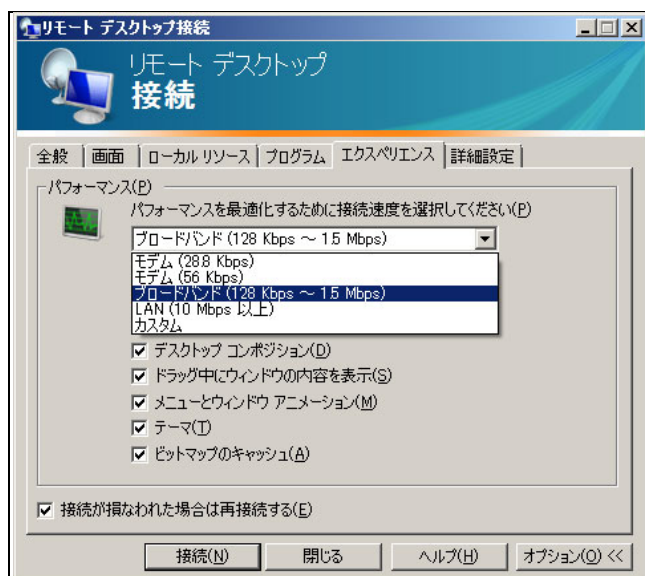 リモート デスクトップ接続
リモート デスクトップ
接続
全般 画面 ローカル リソース プログラム エクスペリエンス 詳細設定
パフォーマンス(P)
パフォーマンスを最適化するために接続速度を選択してください(P)
ブロードバンド (128 Kbps ～ 1.5 Mbps)
モデム (28.8 Kbps)
モデム (56 Kbps)
ブロードバンド (128 Kbps ～ 1.5 Mbps)
LAN (10 Mbps 以上)
カスタム
デスクトップ コンポジション(D)
ドラッグ中にウィンドウの内容を表示(S)
メニューとウィンドウ アニメーション(M)
テーマ(T)
ビットマップのキャッシュ(A)
接続が損なわれた場合は再接続する(E)
接続(N) 閉じる ヘルプ(H) オプション(O) <<